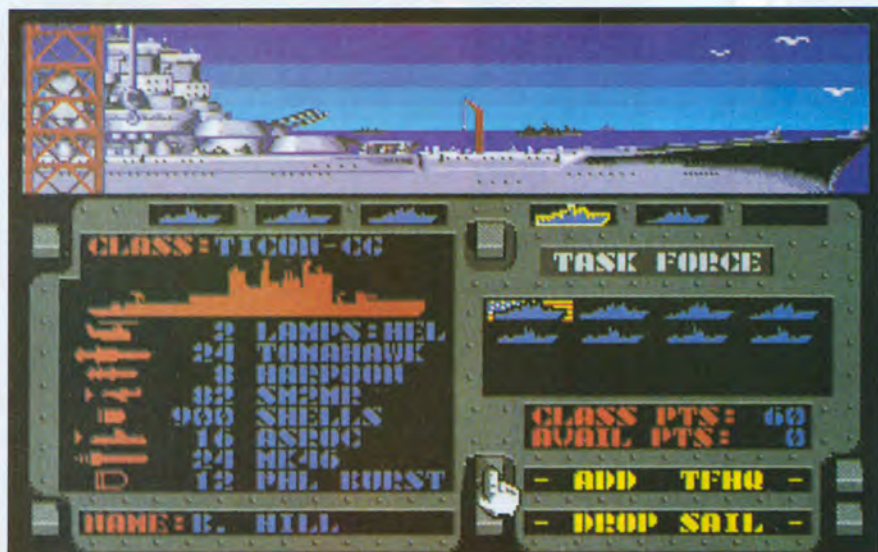 CLASS:TICON-CG
2 LAMPS:HEL
24 TOMAHAWK
8 HARPOON
82 SM2MR
900 SHELLS
16 ASROC
24 MK46
12 PHL BURST
NAME:B. HILL
TASK FORCE
CLASS PTS: 60
AVAIL PTS: 0
- ADD TFHQ -
- DROP SAIL -